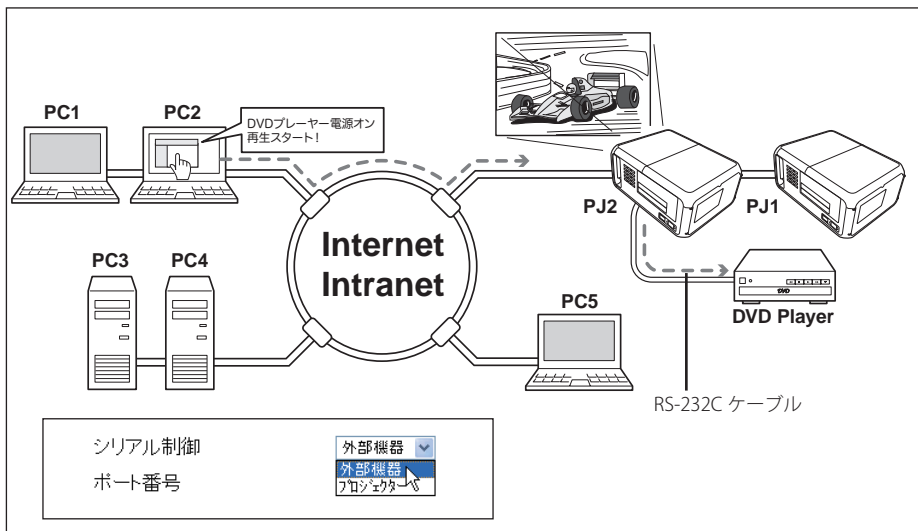 PC1
PC2
DVDプレーヤー電源オン
再生スタート!
PJ2
PJ1
Internet
Intranet
PC3
PC4
PC5
DVD
DVD Player
RS-232C ケーブル
シリアル制御
外部機器
外部機器
プロジェクター
ポート番号